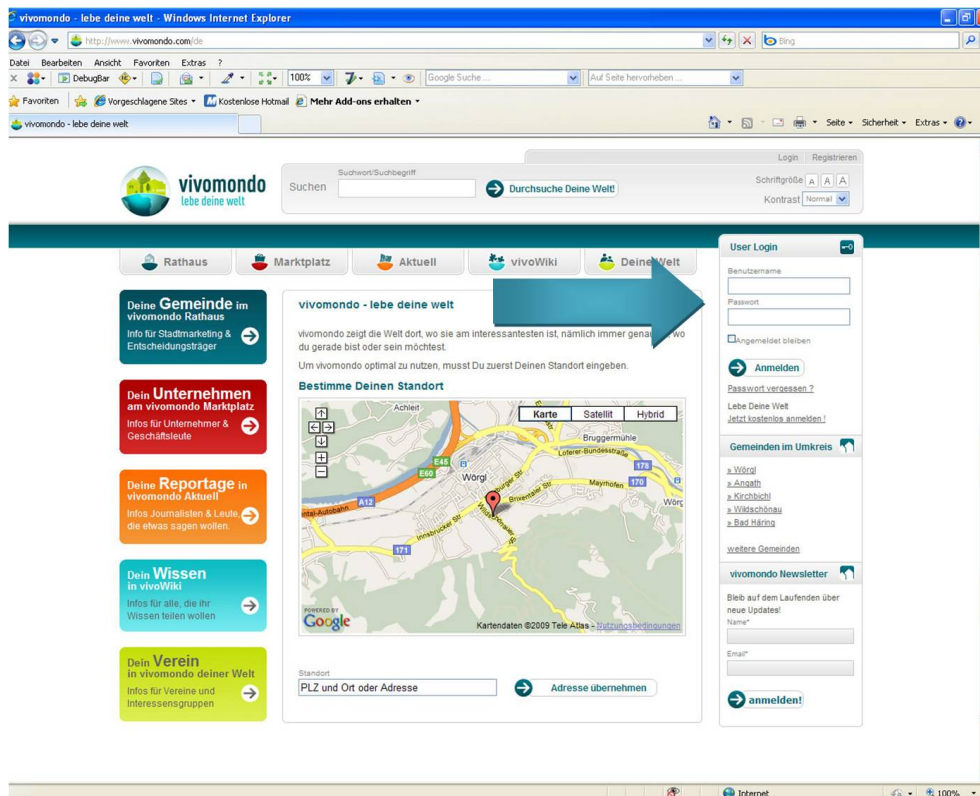 vivomondo - lebe deine welt - Windows Internet Explorer
http://www.vivomondo.com/de
Bing
Datei Bearbeiten Ansicht Favoriten Extras ?
DebugBar 100% Google Suche ... Auf Seite hervorheben ...
Favoriten Vorgeschlagene Sites Kostenlose Hotmail Mehr Add-ons erhalten
vivomondo - lebe deine welt Seite Sicherheit Extras
Login Registrieren
vivomondo
lebe deine welt
Suchwort/Suchbegriff
Suchen Durchsuche Deine Welt!
Schriftgröße A A A
Kontrast Normal
Rathaus Marktplatz Aktuell vivoWiki Deine Welt
Deine Gemeinde im
vivomondo Rathaus
Info für Stadtmarketing &
Entscheidungsträger
Dein Unternehmen
am vivomondo Marktplatz
Infos für Unternehmer &
Geschäftsleute
Deine Reportage in
vivomondo Aktuell
Infos Journalisten & Leute,
die etwas sagen wollen.
Dein Wissen
in vivoWiki
Infos für alle, die ihr
Wissen teilen wollen
Dein Verein
in vivomondo deiner Welt
Infos für Vereine und
Interessensgruppen
vivomondo - lebe deine welt
vivomondo zeigt die Welt dort, wo sie am interessantesten ist, nämlich immer wo
du gerade bist oder sein möchtest.
Um vivomondo optimal zu nutzen, musst Du zuerst Deinen Standort eingeben.
Bestimme Deinen Standort
Achleit
Karte Satellit Hybrid
Bruggermühle
Loferer-Bundesstraße
E45
E60
178
Wörgl
Mayrhofen
170
A12
Brixentaler Str
Innsbrucker Str
171
POWERED BY
Google
Kartendaten ©2009 Tele Atlas - Nutzungsbedingungen
Standort
PLZ und Ort oder Adresse Adresse übernehmen
User Login
Benutzername
Passwort
Angemeldet bleiben
Anmelden
Passwort vergessen ?
Lebe Deine Welt
Jetzt kostenlos anmelden !
Gemeinden im Umkreis
» Wörgl
» Angath
» Kirchbichl
» Wildschönau
» Bad Häring
weitere Gemeinden
vivomondo Newsletter
Bleib auf dem Laufenden über
neue Updates!
Name*
Email*
anmelden!
Internet 100%